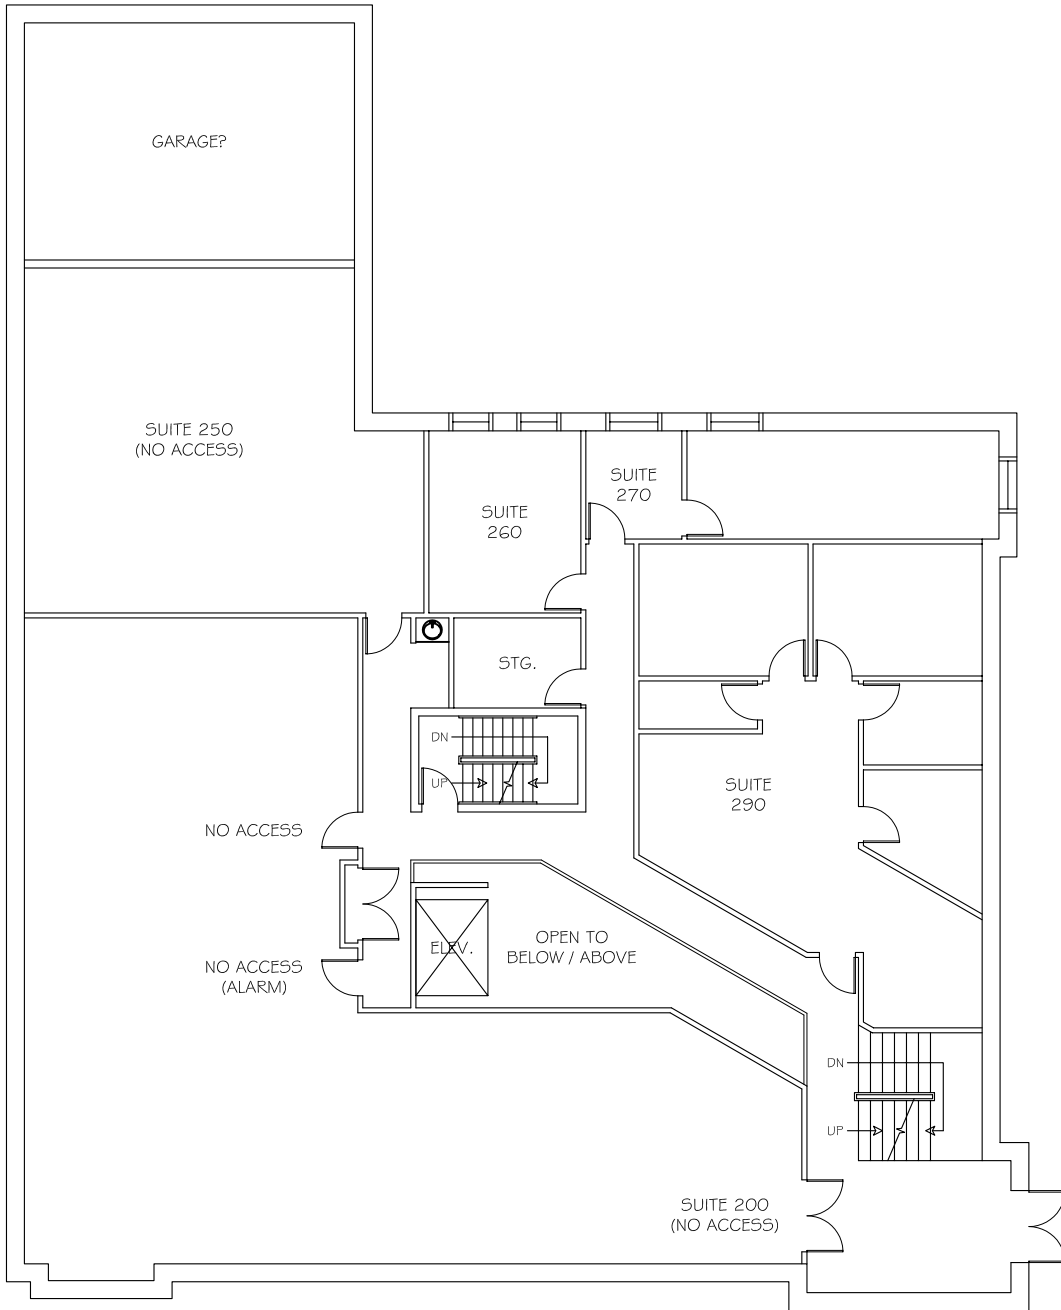 GARAGE?
SUITE 250
(NO ACCESS)
SUITE
270
SUITE
260
STG.
DN
UP
SUITE
290
NO ACCESS
ELEV.
OPEN TO
BELOW / ABOVE
NO ACCESS
(ALARM)
DN
UP
SUITE 200
(NO ACCESS)